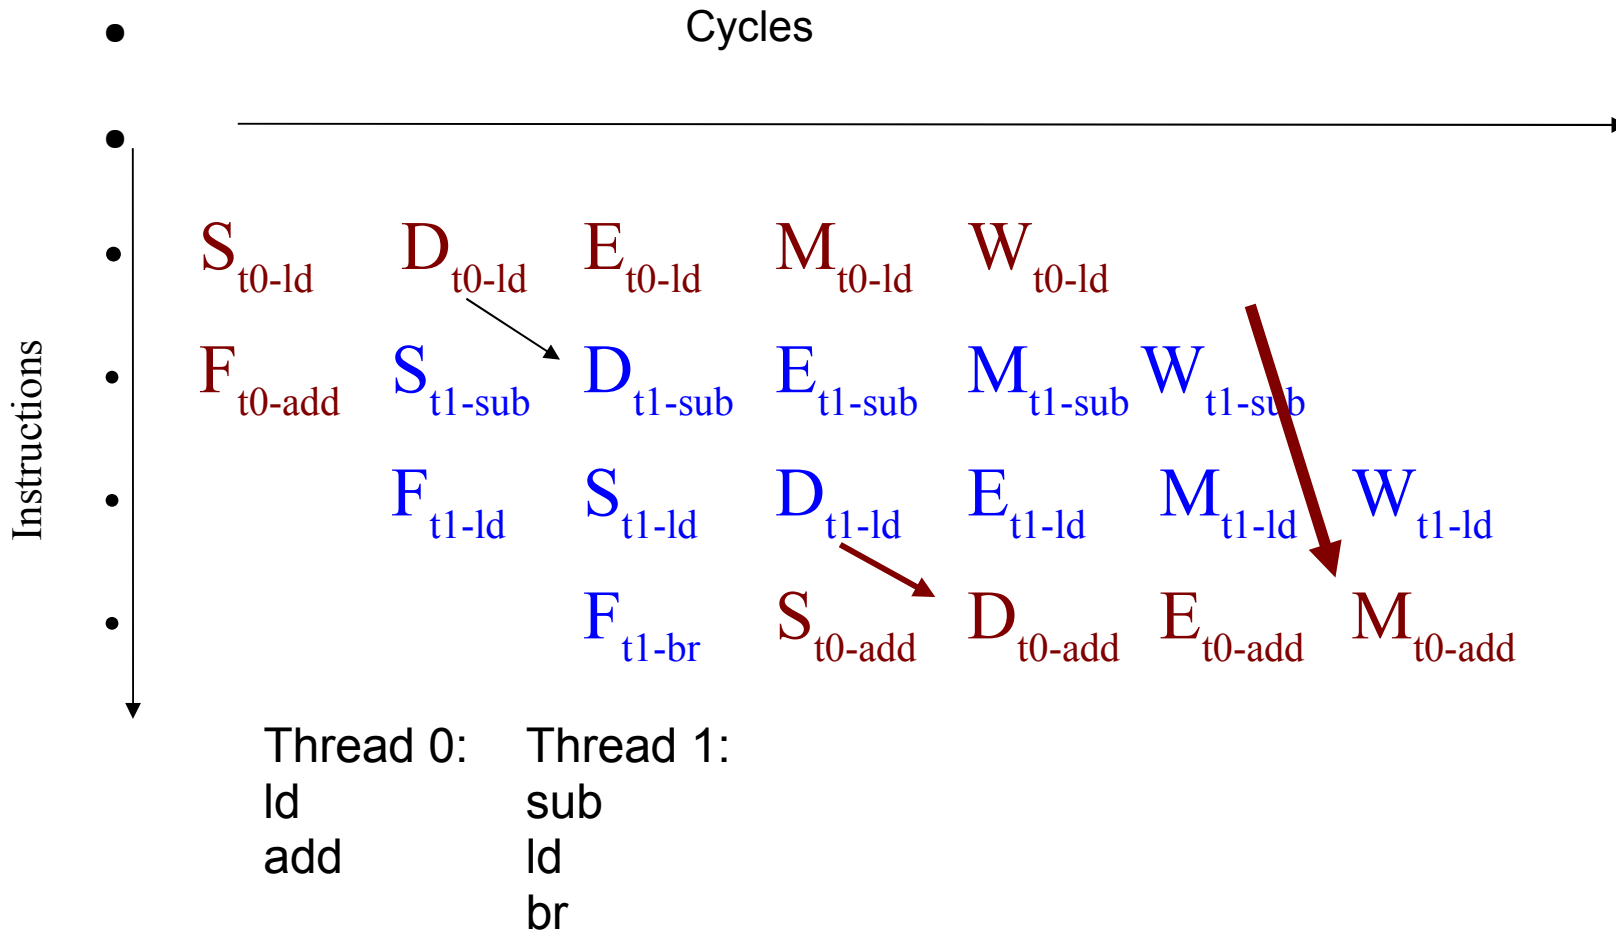 Cycles
Instructions
S t0-ld D t0-ld E t0-ld M t0-ld W t0-ld
F t0-add S t1-sub D t1-sub E t1-sub M t1-sub W t1-sub
F t1-ld S t1-ld D t1-ld E t1-ld M t1-ld W t1-ld
F t1-br S t0-add D t0-add E t0-add M t0-add
Thread 0: Thread 1:
ld sub
add ld
br